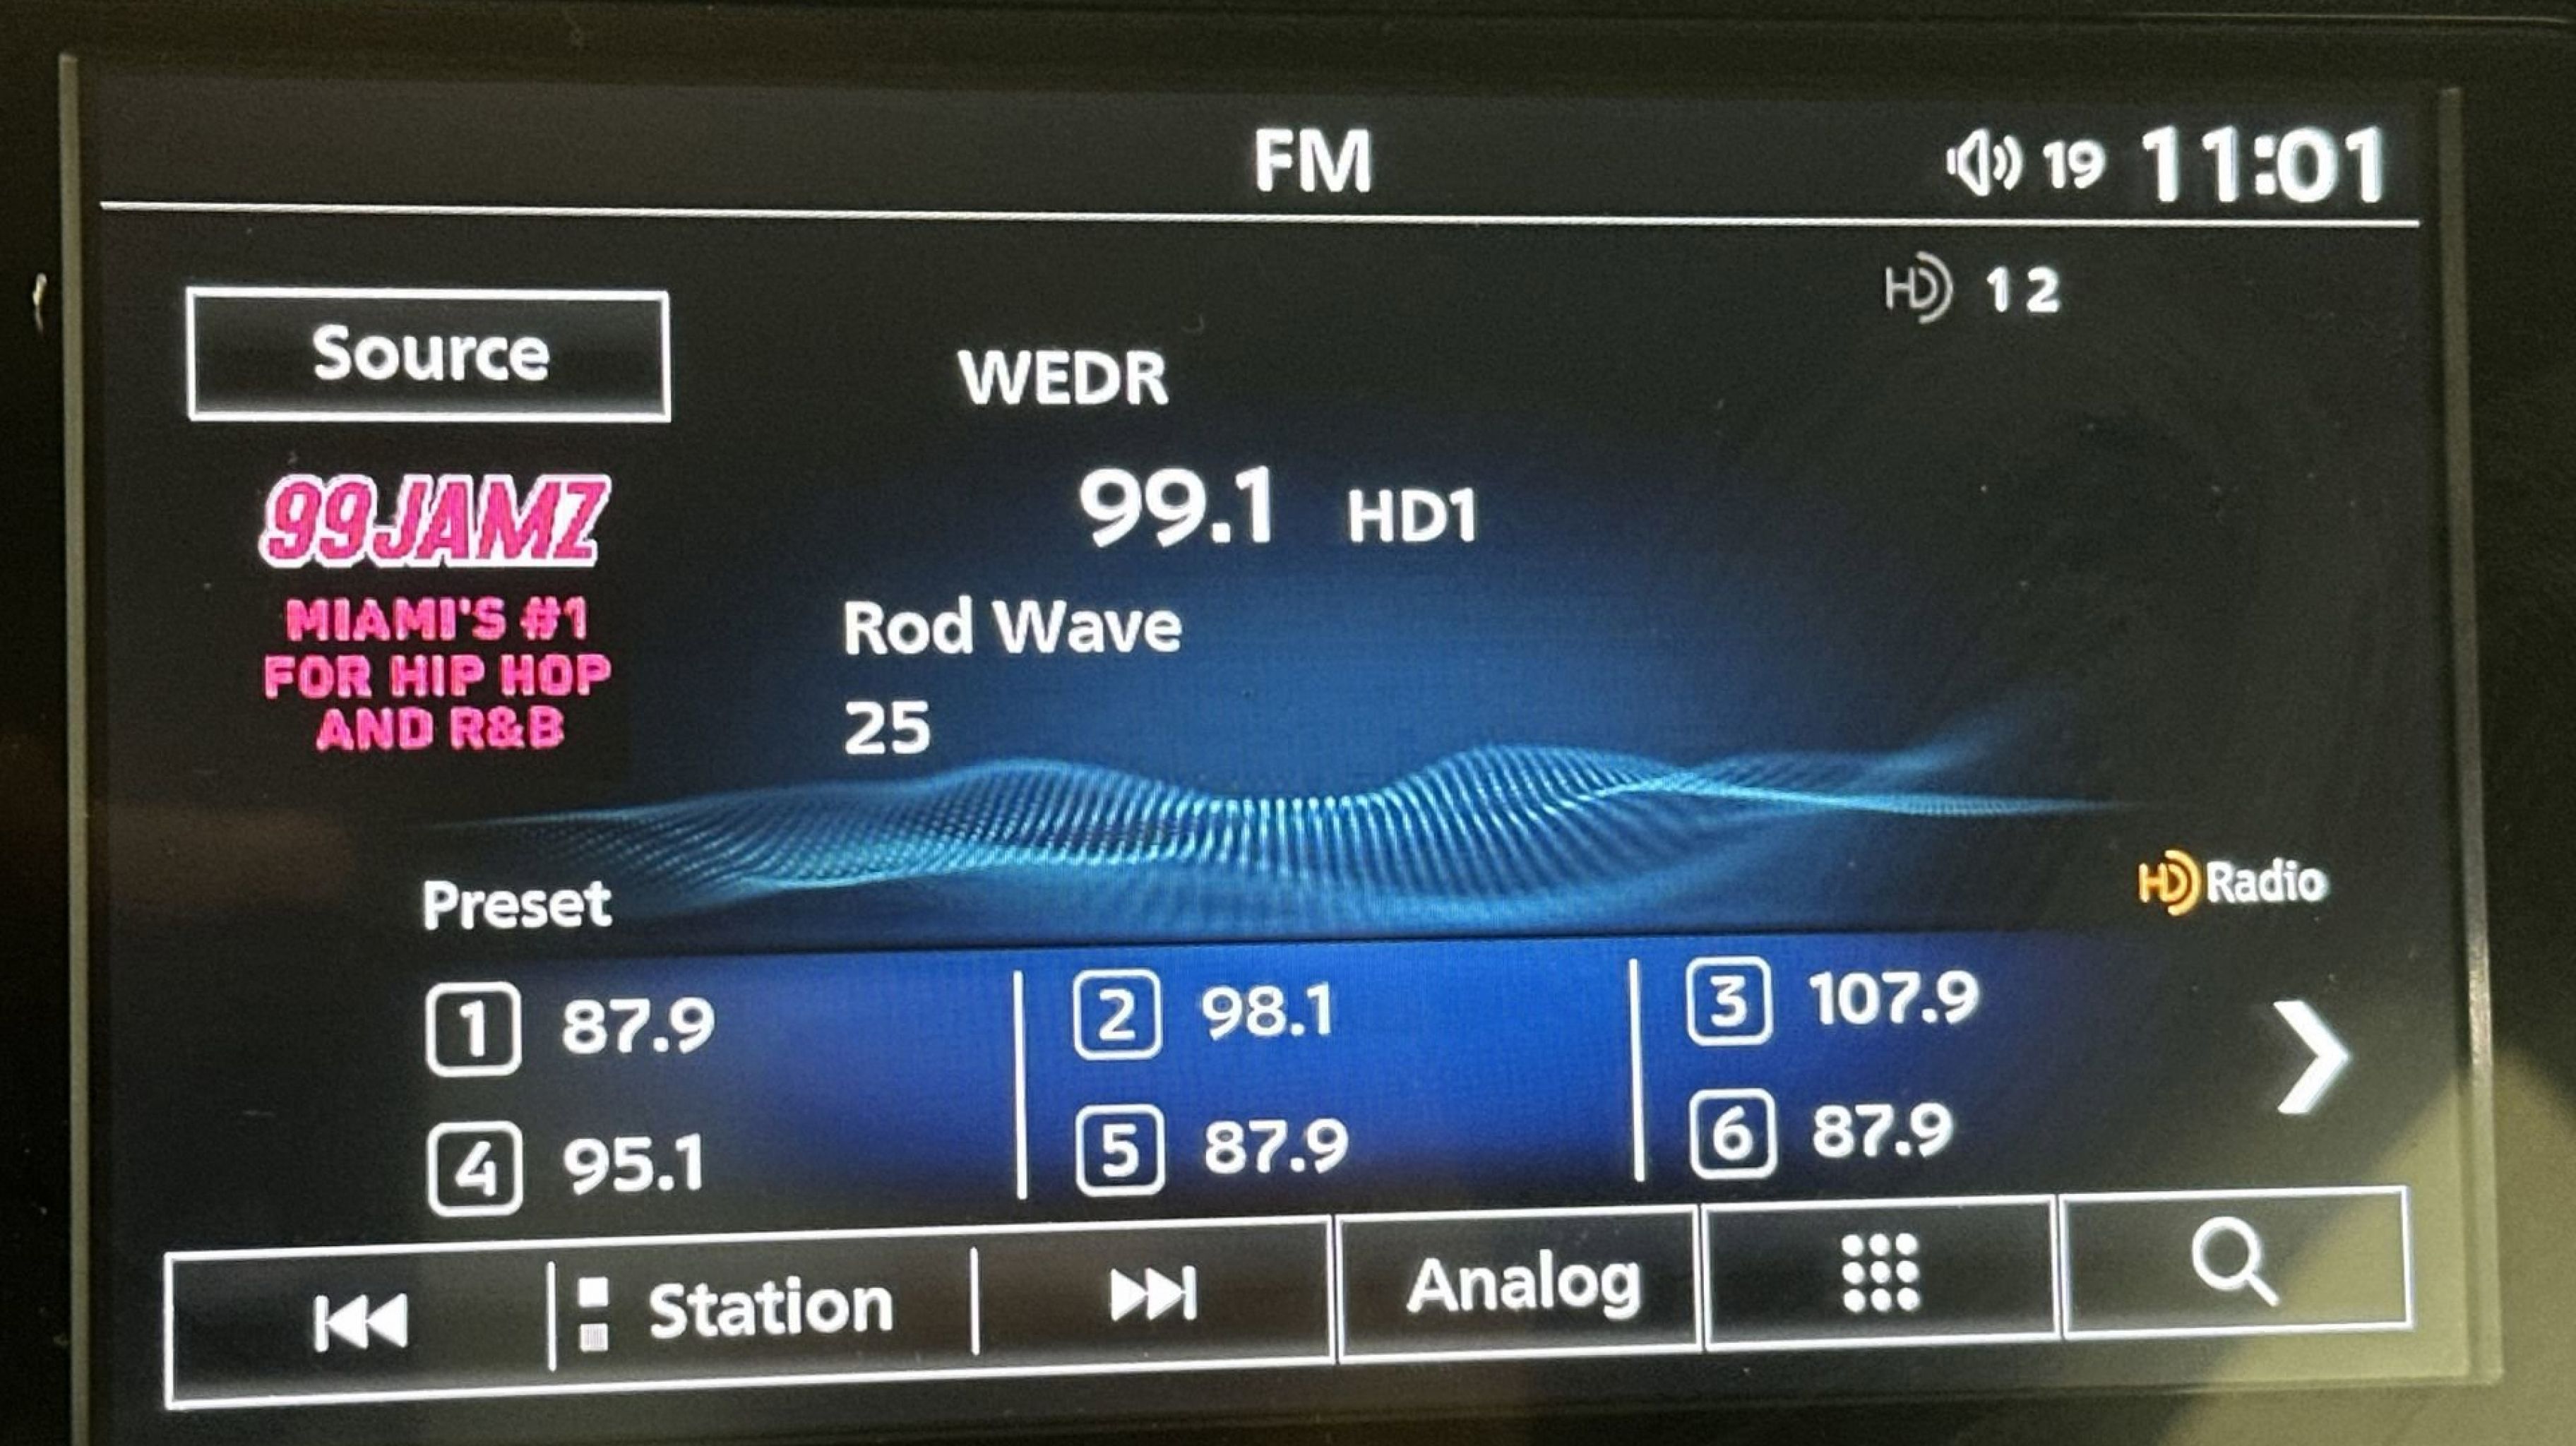 FM
19 11:01
HD 1 2
Source
WEDR
99JAMZ
99.1 HD1
MIAMI'S #1
FOR HIP HOP
AND R&B
Rod Wave
25
Preset
HD Radio
1 87.9
2 98.1
3 107.9
4 95.1
5 87.9
6 87.9
Station
Analog